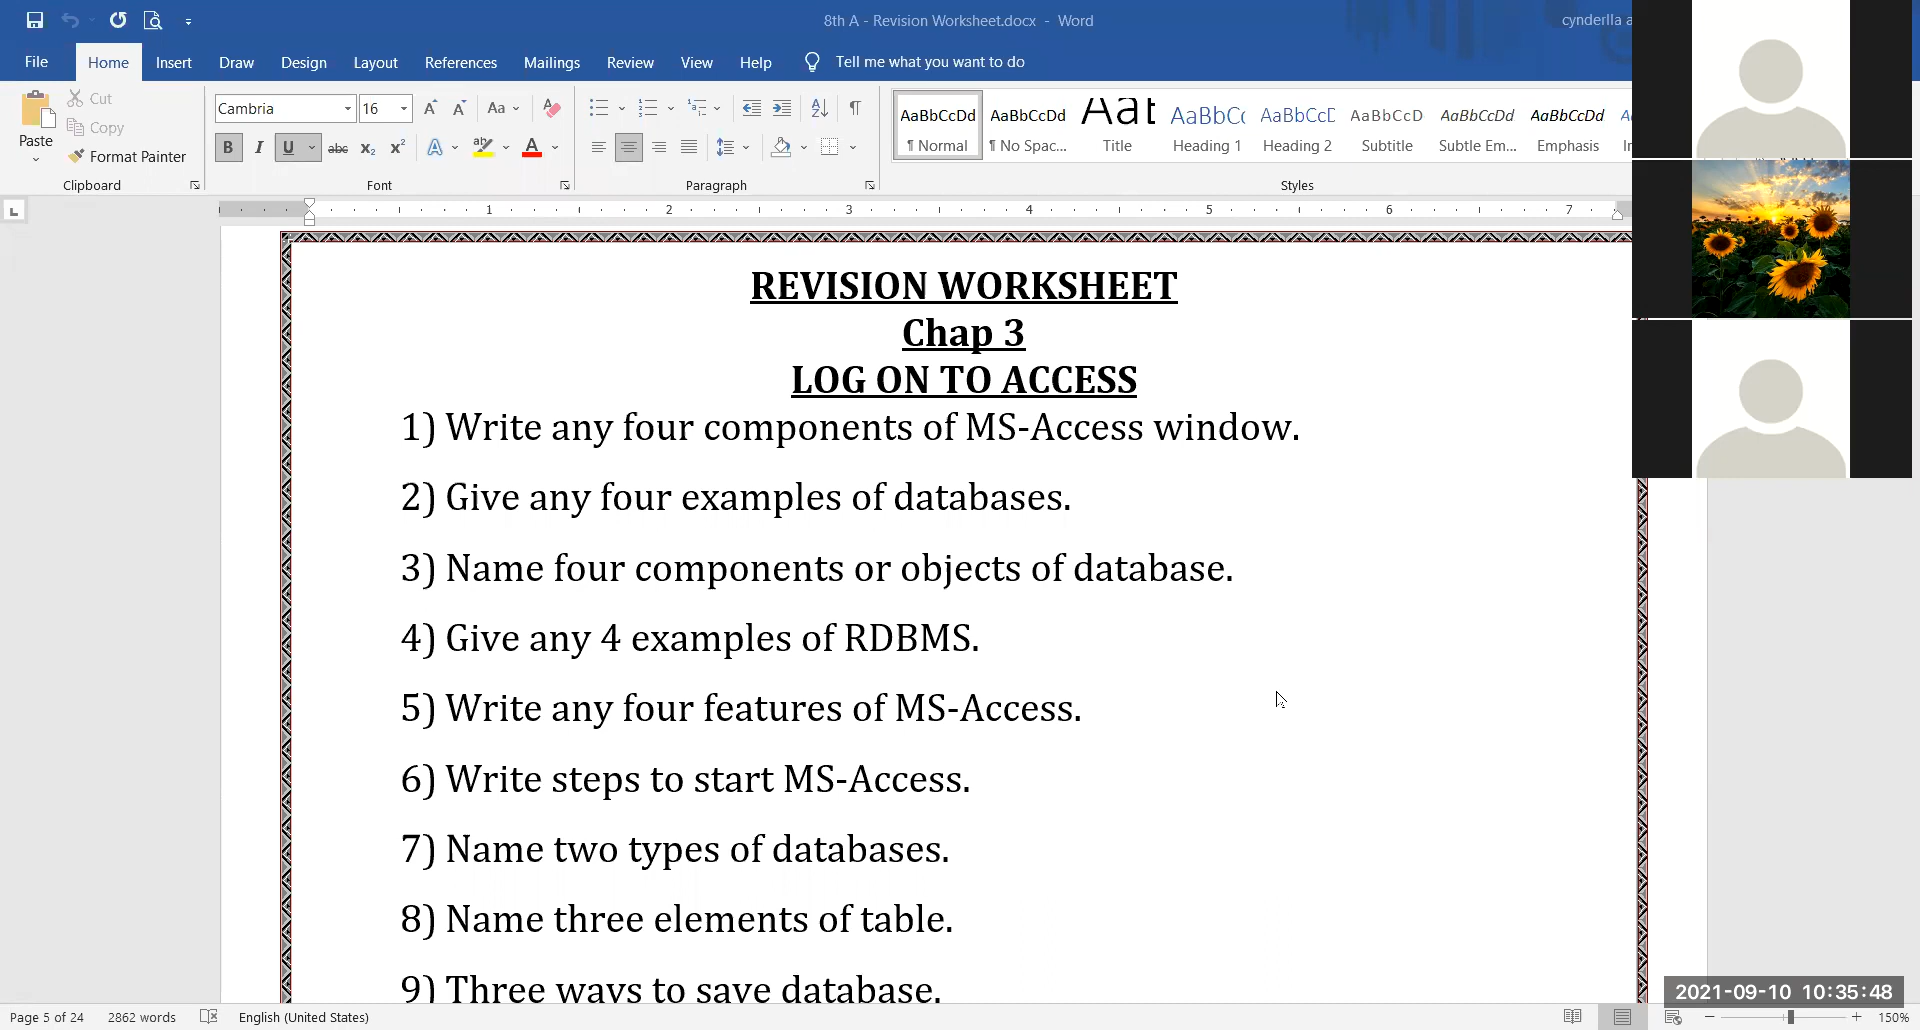 8th A - Revision Worksheet.docx - Word
cynderlla a
File Home Insert Draw Design Layout References Mailings Review View Help Tell me what you want to do
Paste
Cut
Copy
Format Painter
Clipboard
Cambria 16
Font
Paragraph
AaBbCcDd AaBbCcDd AaBbCc AaBbCcD AaBbCcDd AaBbCcDd
¶ Normal ¶ No Spac... Title Heading 1 Heading 2 Subtitle Subtle Em... Emphasis
Styles
1 2 3 4 5 6 7
REVISION WORKSHEET
Chap 3
LOG ON TO ACCESS
1) Write any four components of MS-Access window.
2) Give any four examples of databases.
3) Name four components or objects of database.
4) Give any 4 examples of RDBMS.
5) Write any four features of MS-Access.
6) Write steps to start MS-Access.
7) Name two types of databases.
8) Name three elements of table.
9) Three ways to save database.
2021-09-10 10:35:48
Page 5 of 24 2862 words English (United States) 150%